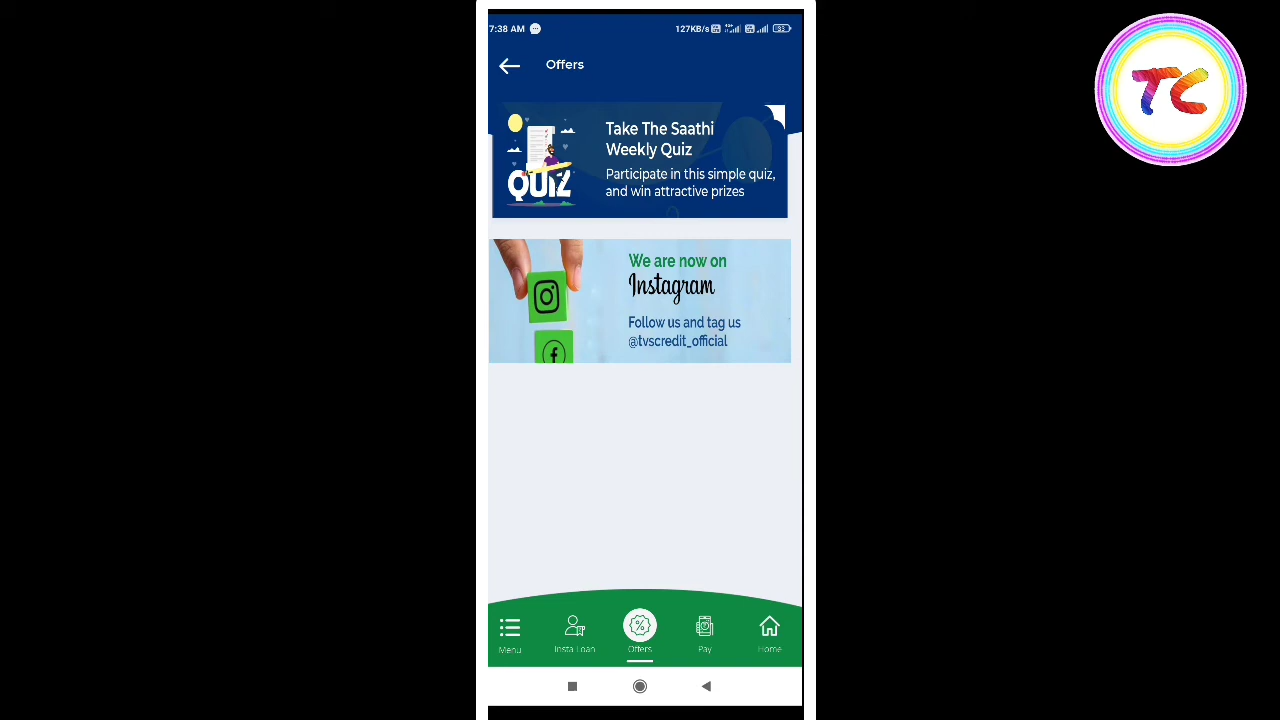 7:38 AM
127KB/s
Offers
Take The Saathi
Weekly Quiz
Participate in this simple quiz,
and win attractive prizes
QUIZ
We are now on
Instagram
Follow us and tag us
@tvscredit_official
Menu
Insta Loan
Offers
Pay
Home
TC